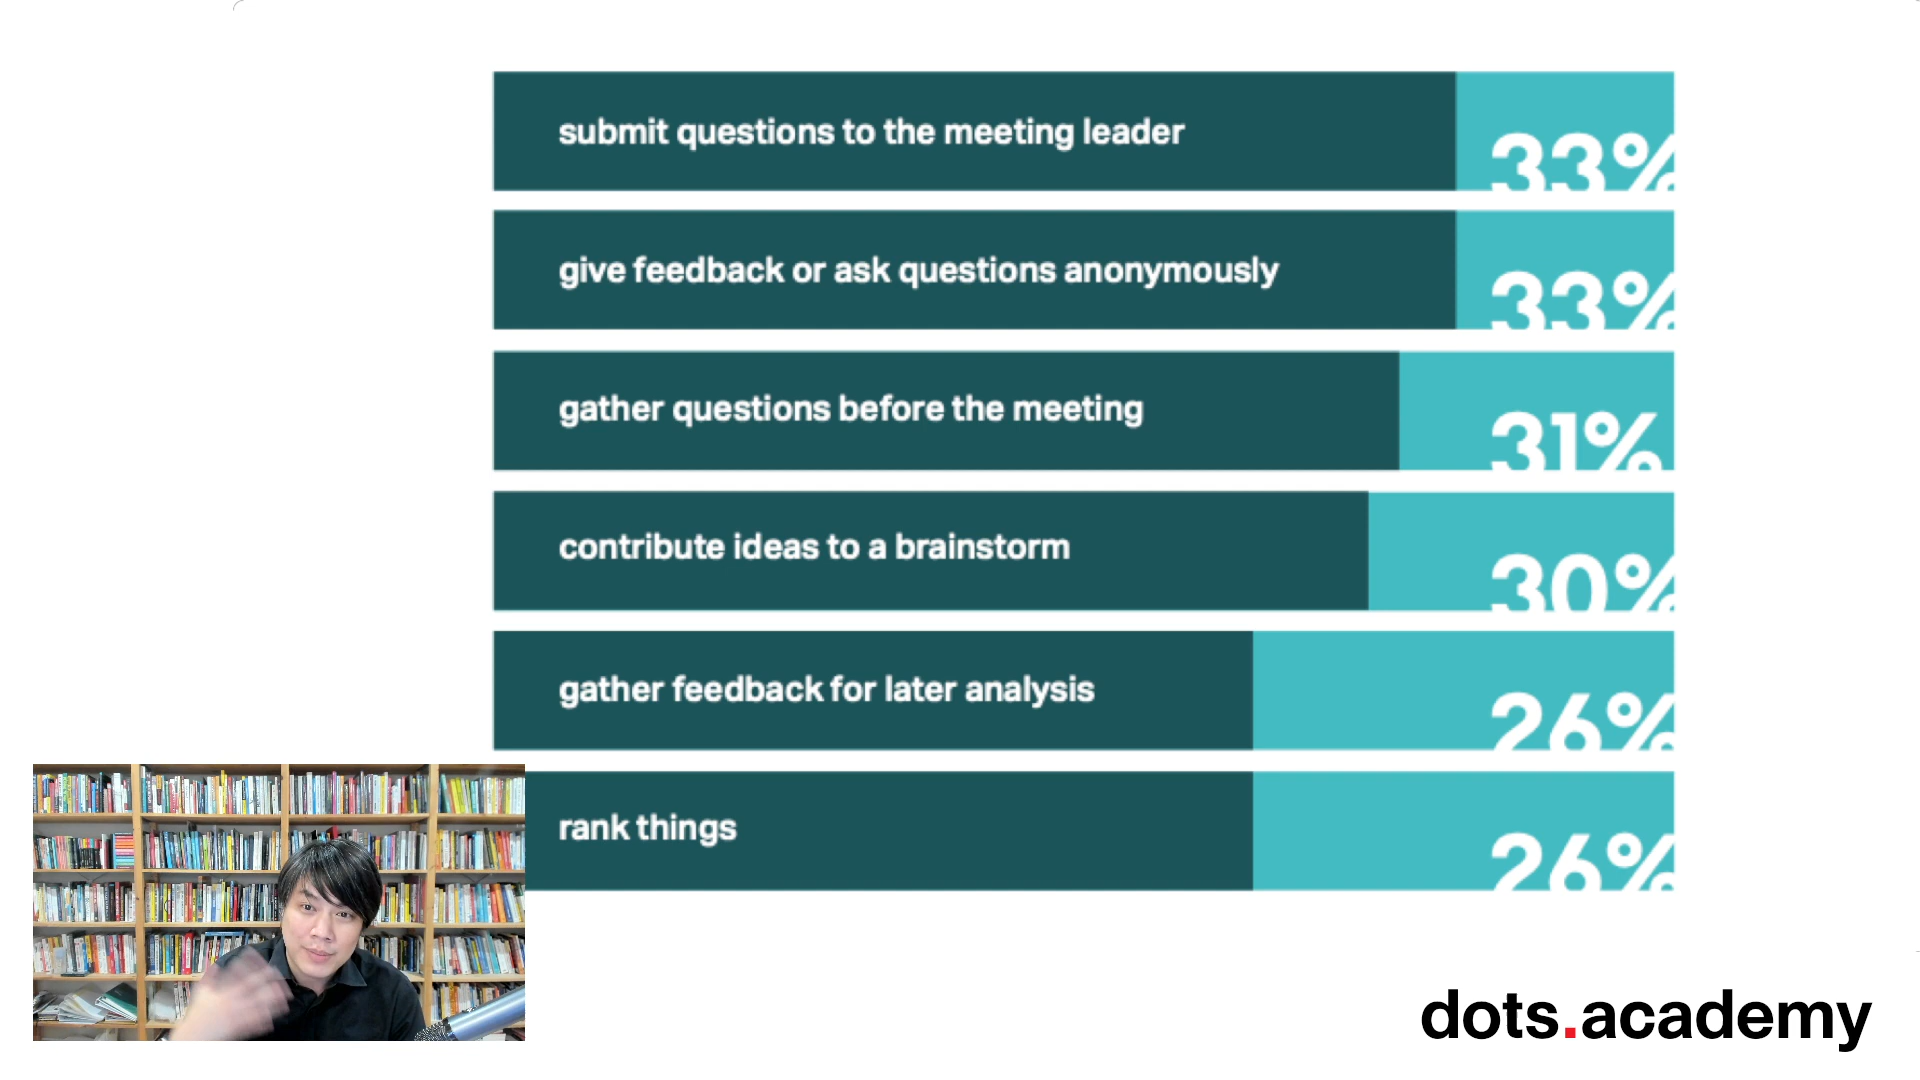 submit questions to the meeting leader 33%
give feedback or ask questions anonymously 33%
gather questions before the meeting 31%
contribute ideas to a brainstorm 30%
gather feedback for later analysis 26%
rank things 26%
dots.academy